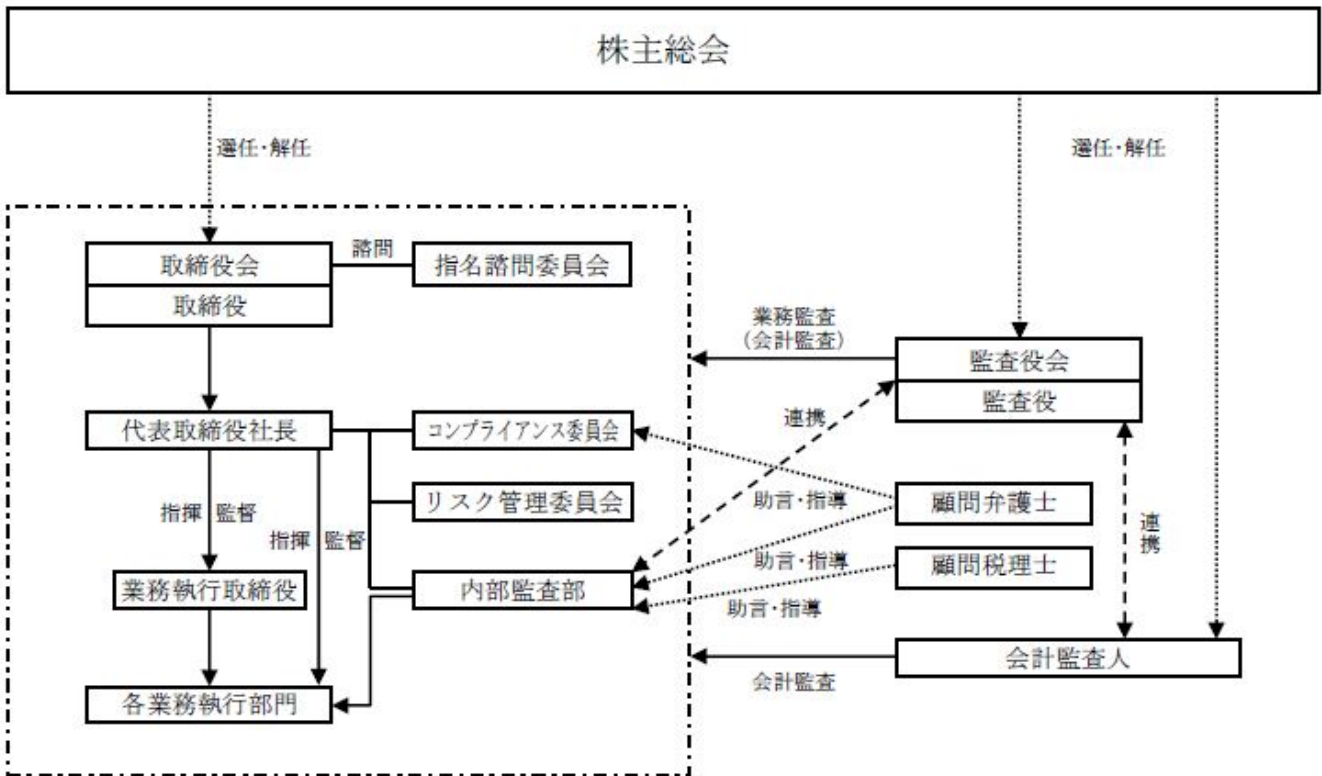 株主総会
選任・解任
選任・解任
取締役会
諮問
指名諮問委員会
取締役
業務監査
(会計監査)
監査役会
監査役
代表取締役社長
コンプライアンス委員会
連携
指揮 監督
リスク管理委員会
助言・指導
顧問弁護士
指揮 監督
連携
業務執行取締役
内部監査部
助言・指導
顧問税理士
助言・指導
会計監査人
会計監査
各業務執行部門